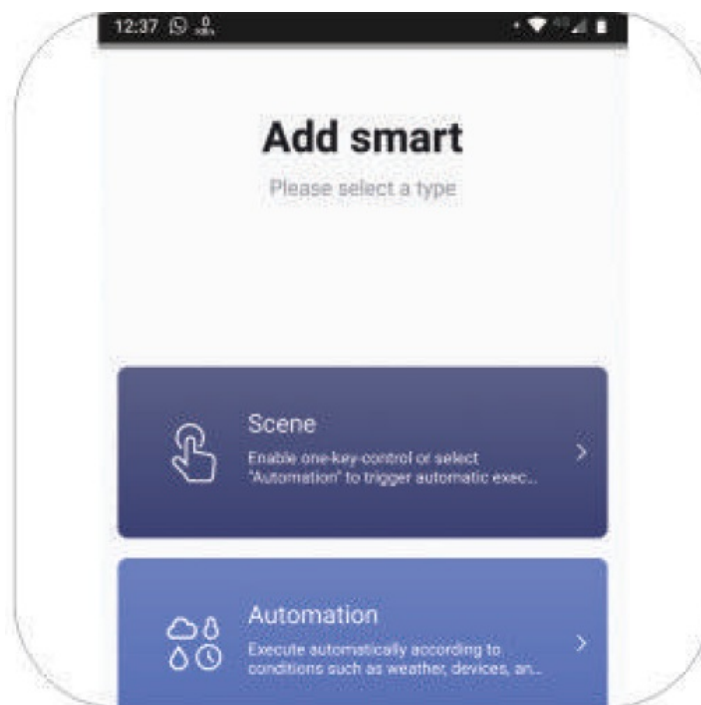 12:37
Add smart
Please select a type
Scene
Enable one-key-control or select
"Automation" to trigger automatic exec...
Automation
Execute automatically according to
conditions such as weather, devices, an...